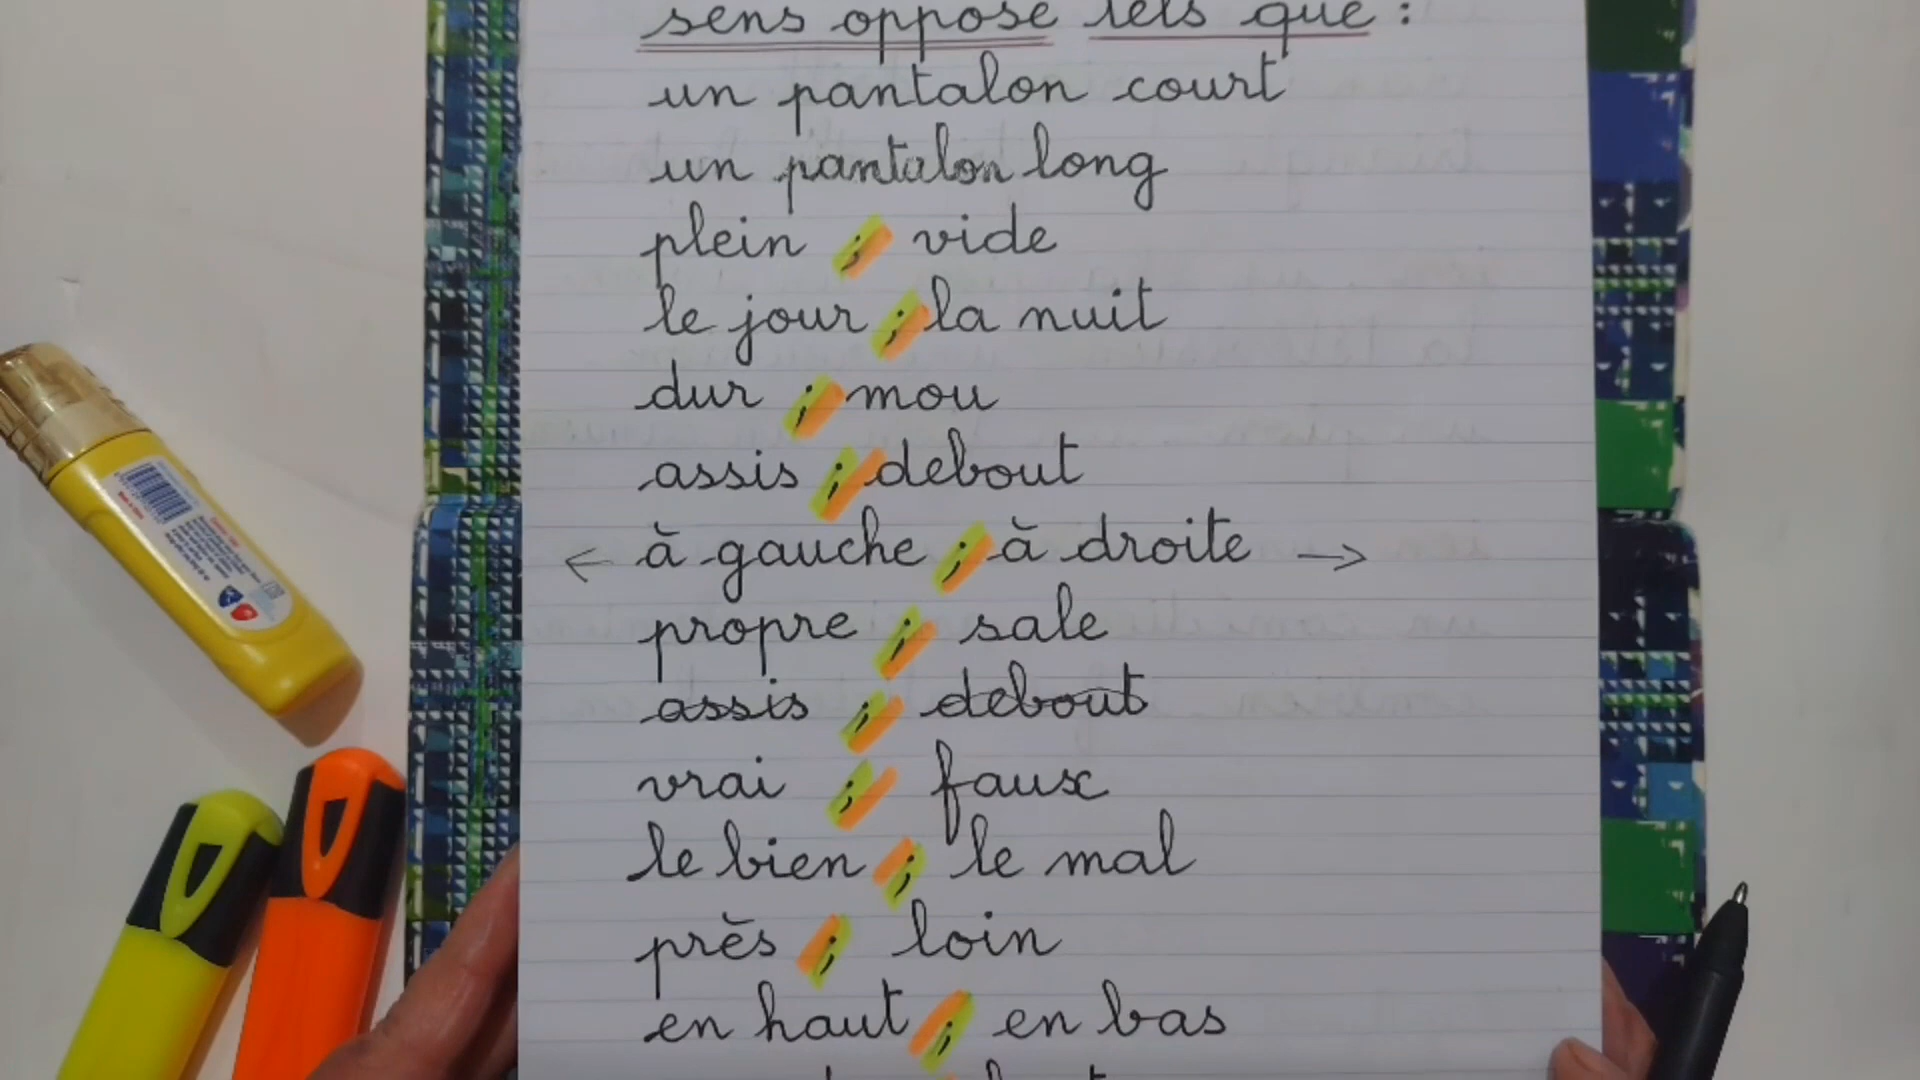 sens opposé tels que :
un pantalon court
un pantalon long
plein ; vide
le jour ; la nuit
dur ; mou
assis ; debout
← à gauche ; à droite →
propre ; sale
assis ; debout
vrai ; faux
le bien ; le mal
près ; loin
en haut ; en bas